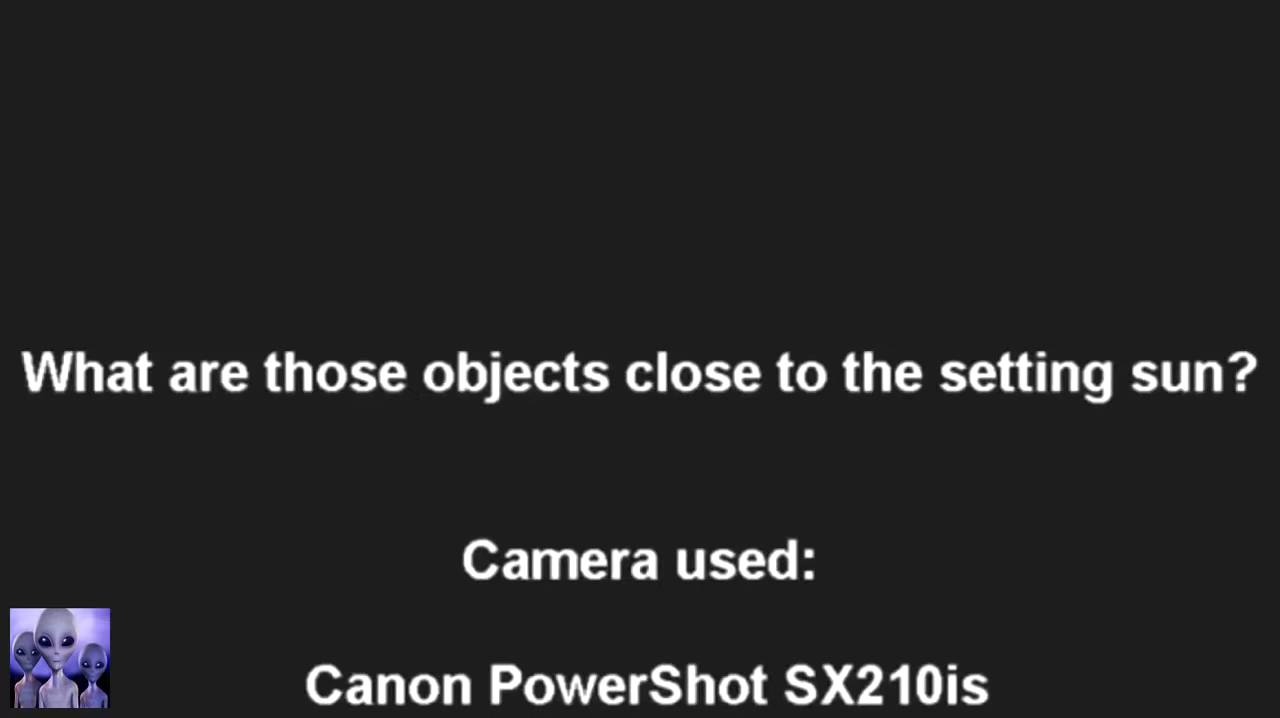 What are those objects close to the setting sun?
Camera used:
Canon PowerShot SX210is